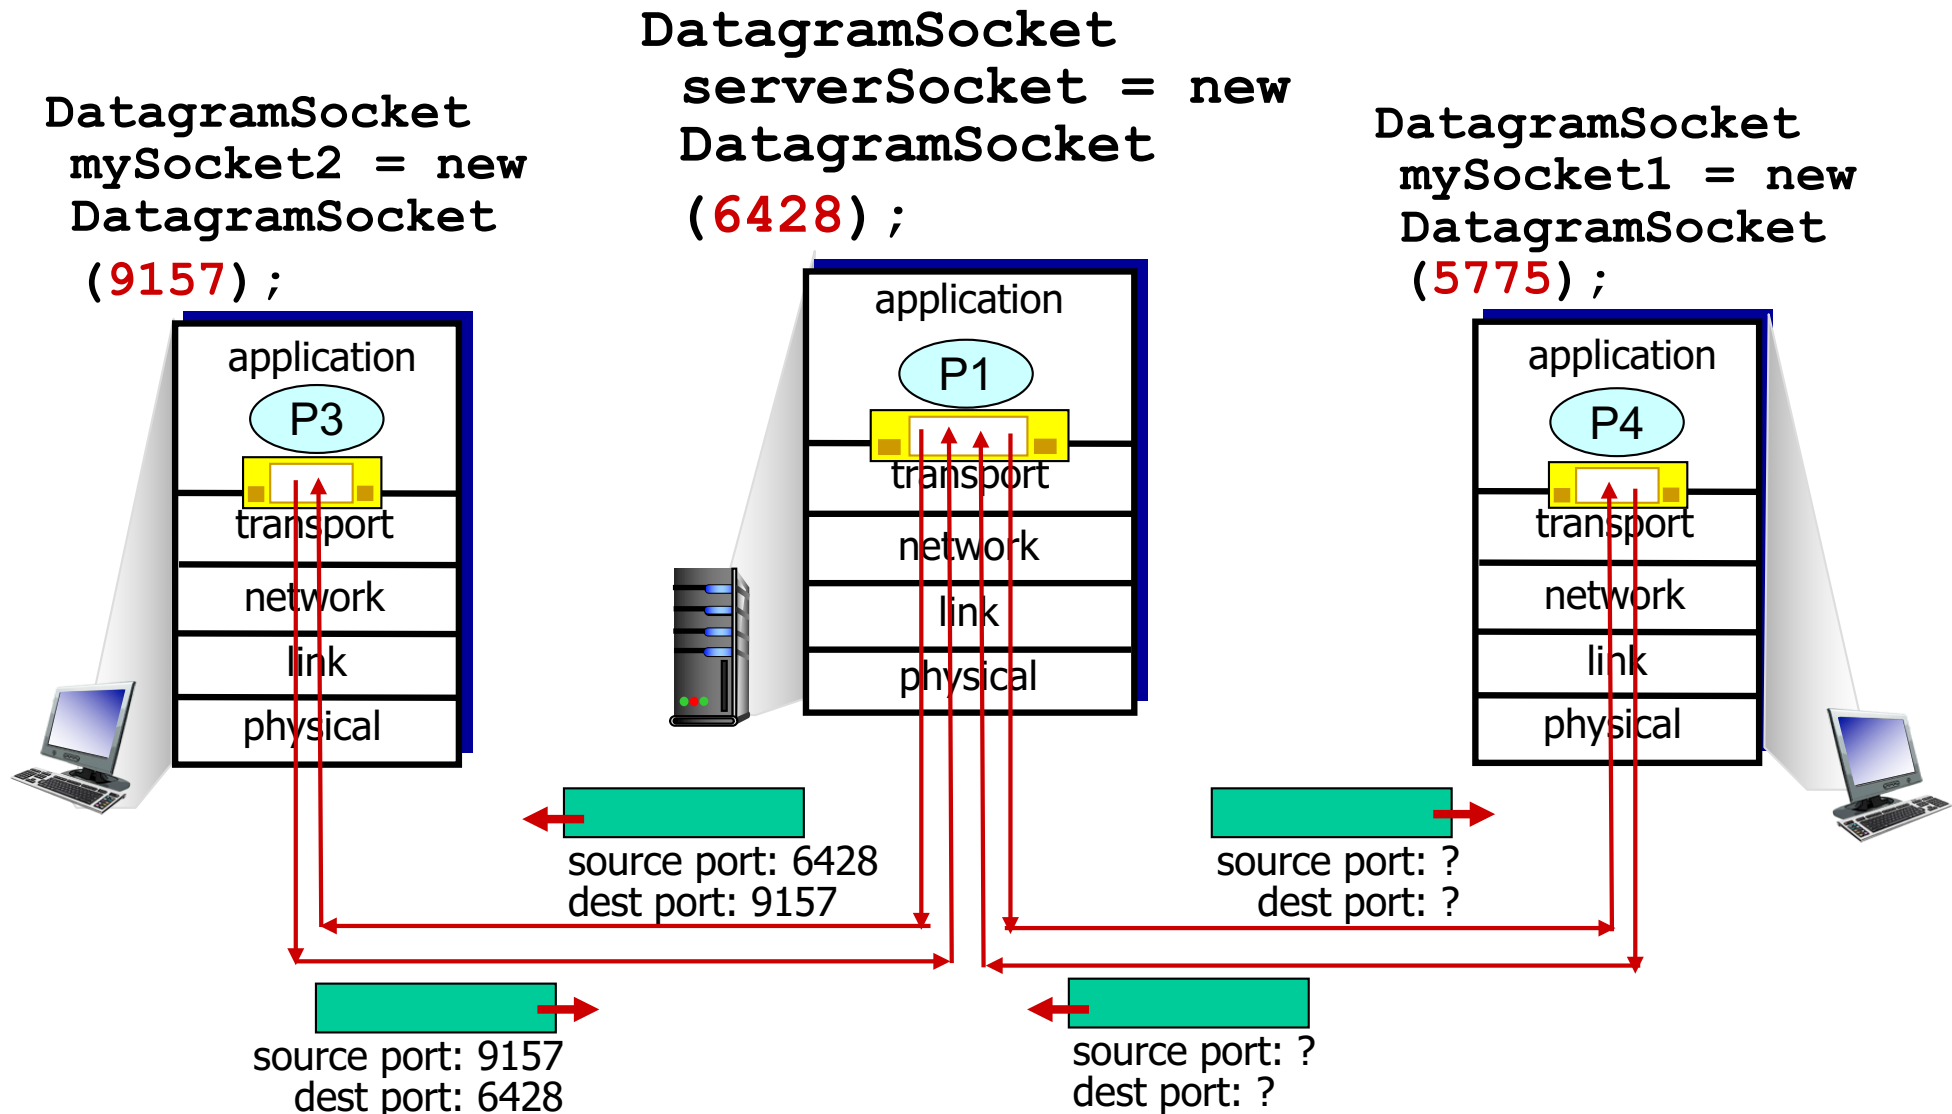 DatagramSocket
mySocket2 = new
DatagramSocket
(9157);
DatagramSocket
serverSocket = new
DatagramSocket
(6428);
DatagramSocket
mySocket1 = new
DatagramSocket
(5775);
application
P3
transport
network
link
physical
application
P1
transport
network
link
physical
application
P4
transport
network
link
physical
source port: 6428
dest port: 9157
source port: ?
dest port: ?
source port: 9157
dest port: 6428
source port: ?
dest port: ?